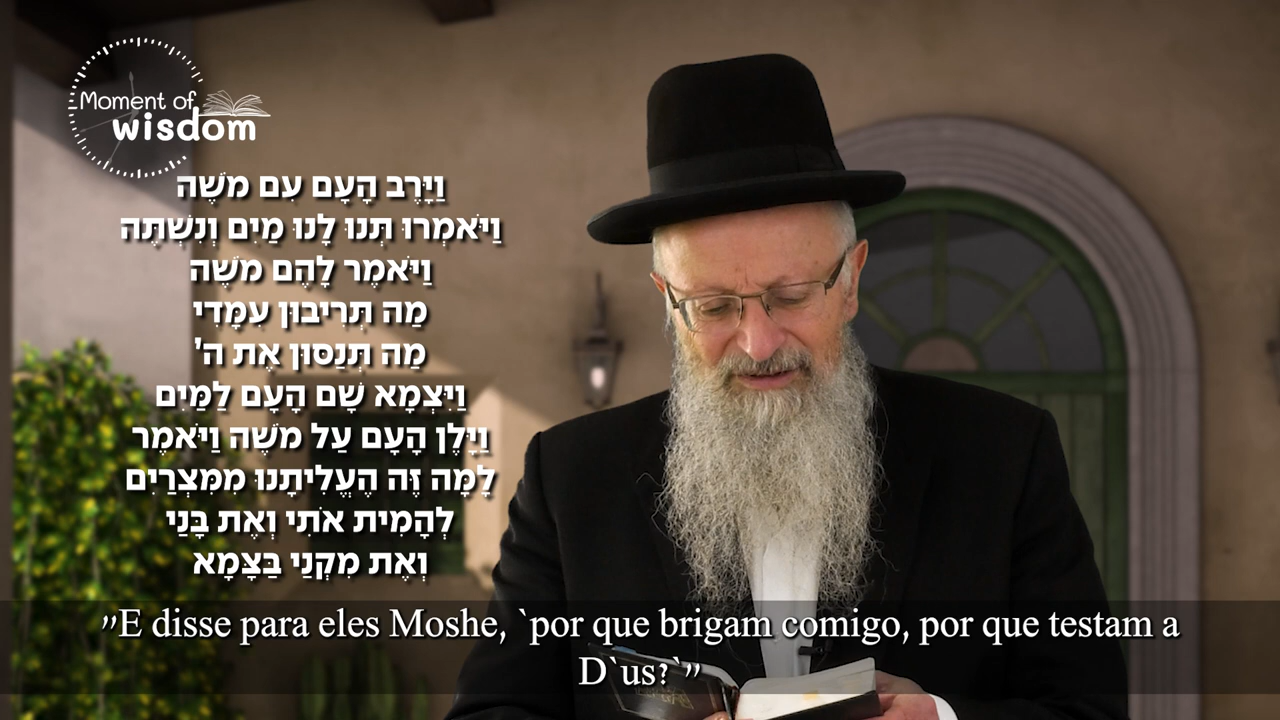 Moment of
wisdom
וַיָּרֶב הָעָם עִם מֹשֶׁה
וַיֹּאמְרוּ תְּנוּ לָנוּ מַיִם וְנִשְׁתֶּה
וַיֹּאמֶר לָהֶם מֹשֶׁה
מַה תְּרִיבוּן עִמָּדִי
מַה תְּנַסּוּן אֶת ה'
וַיִּצְמָא שָׁם הָעָם לַמַּיִם
וַיָּלֶן הָעָם עַל מֹשֶׁה וַיֹּאמֶר
לָמָּה זֶּה הֶעֱלִיתָנוּ מִמִּצְרַיִם
לְהָמִית אֹתִי וְאֶת בָּנַי
וְאֶת מִקְנַי בַּצָּמָא
"E disse para eles Moshe, `por que brigam comigo, por que testam a
D`us?`"